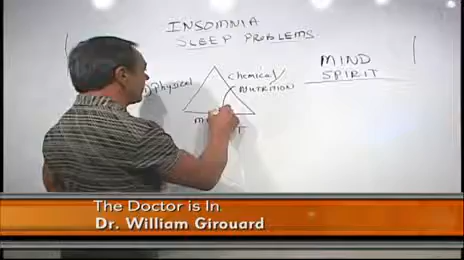 INSOMNIA
SLEEP PROBLEMS
MIND
SPIRIT
Chemical/
Physical
NUTRITION
The Doctor is In
Dr. William Girouard